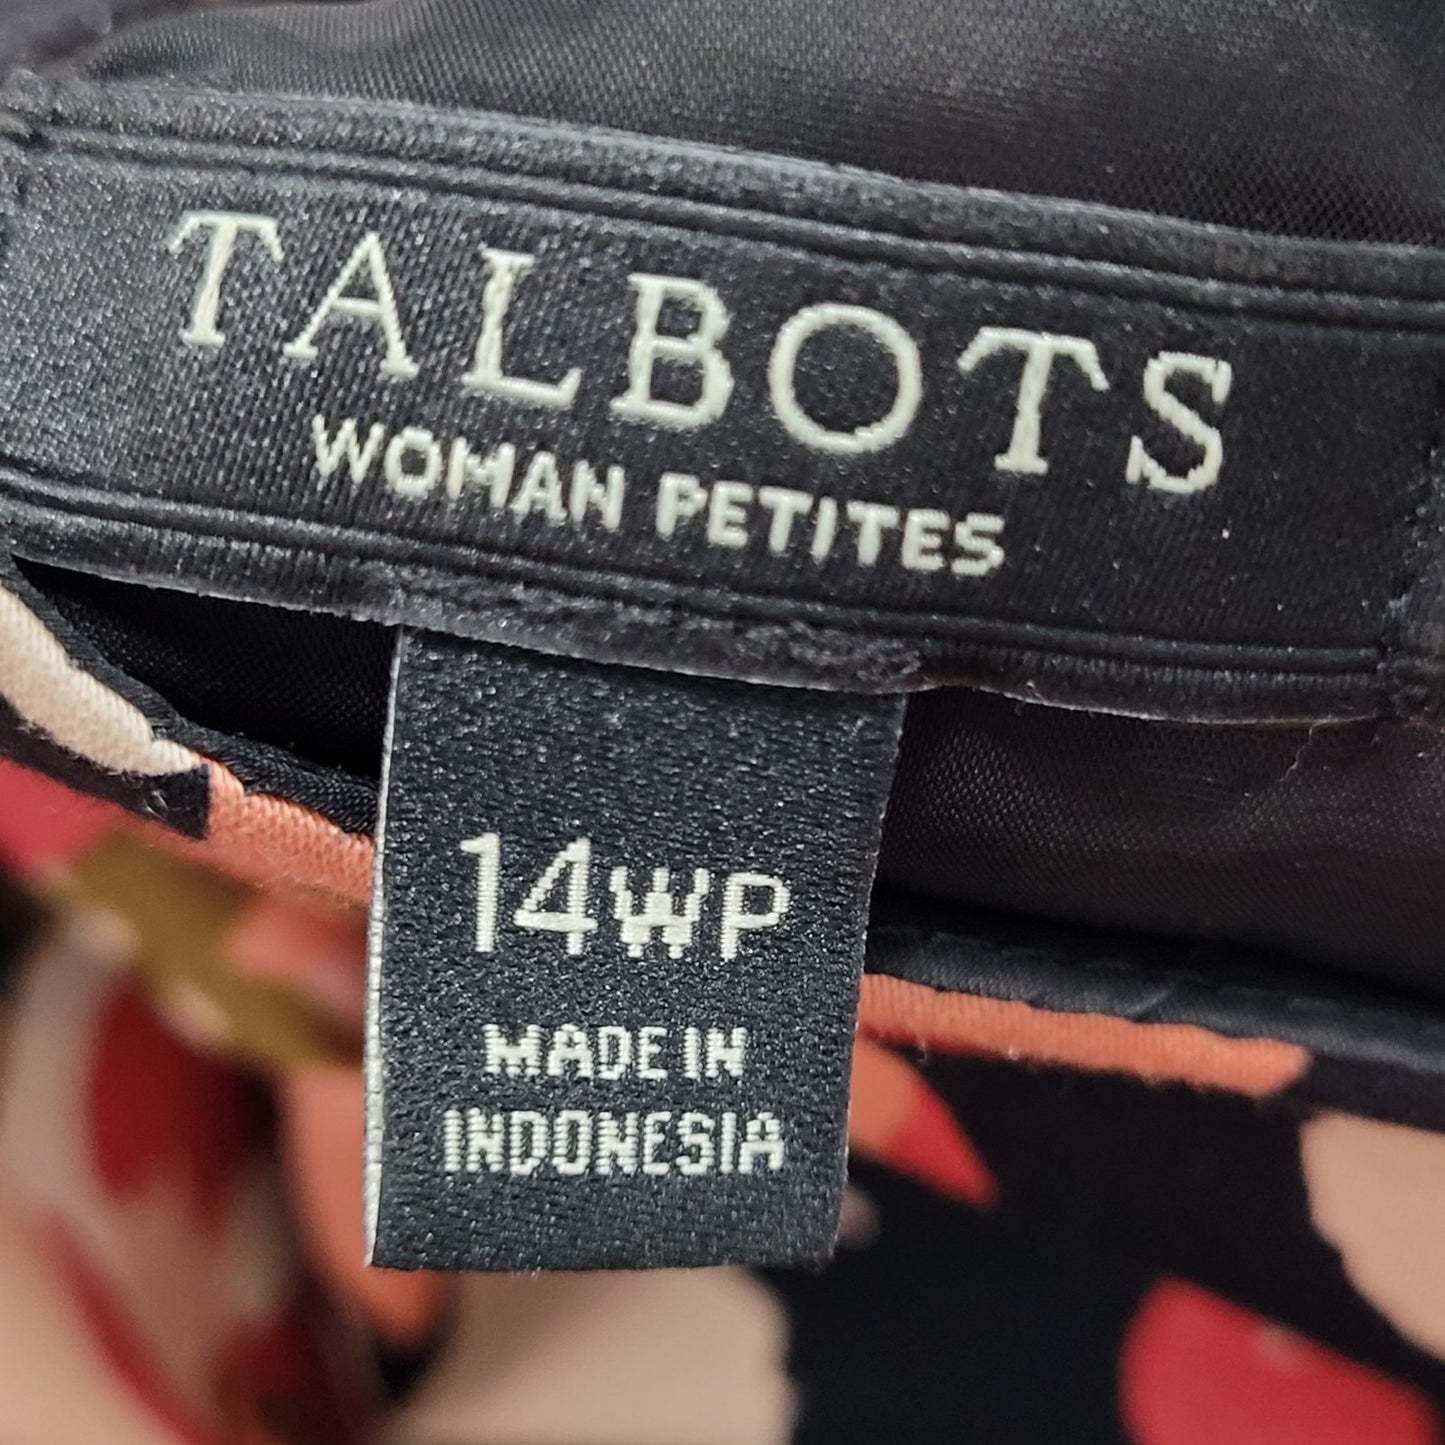 TALBOTS
WOMAN PETITES
14WP
MADE IN
INDONESIA